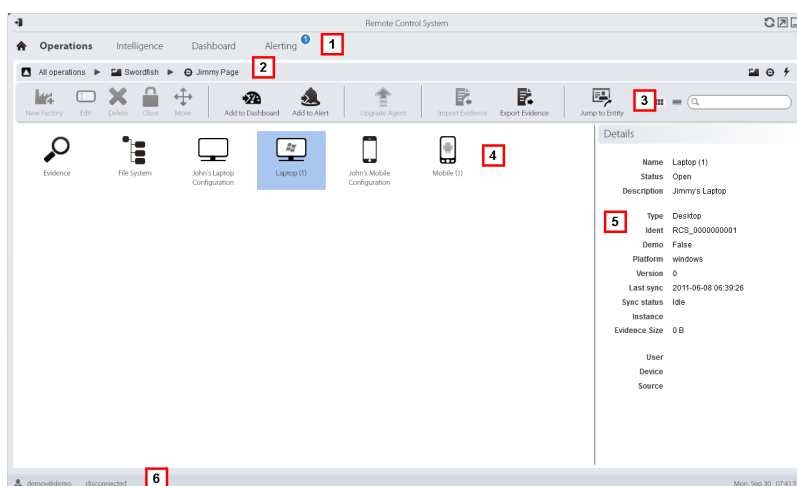 Remote Control System
Operations Intelligence Dashboard Alerting 1 1
All operations Swordfish Jimmy Page 2
New Factory Edit Delete Close Move Add to Dashboard Add to Alert Upgrade Agent Import Evidence Export Evidence Jump to Entity 3
Evidence File System John's Laptop Configuration Laptop (1) John's Mobile Configuration Mobile (1) 4
Details
Name Laptop (1)
Status Open
Description Jimmy's Laptop
5
Type Desktop
Ident RCS_0000000001
Demo False
Platform windows
Version 0
Last sync 2011-06-08 06:39:26
Sync status Idle
Instance
Evidence Size 0 B
User
Device
Source
disconnected 6 Mon, Sep 30